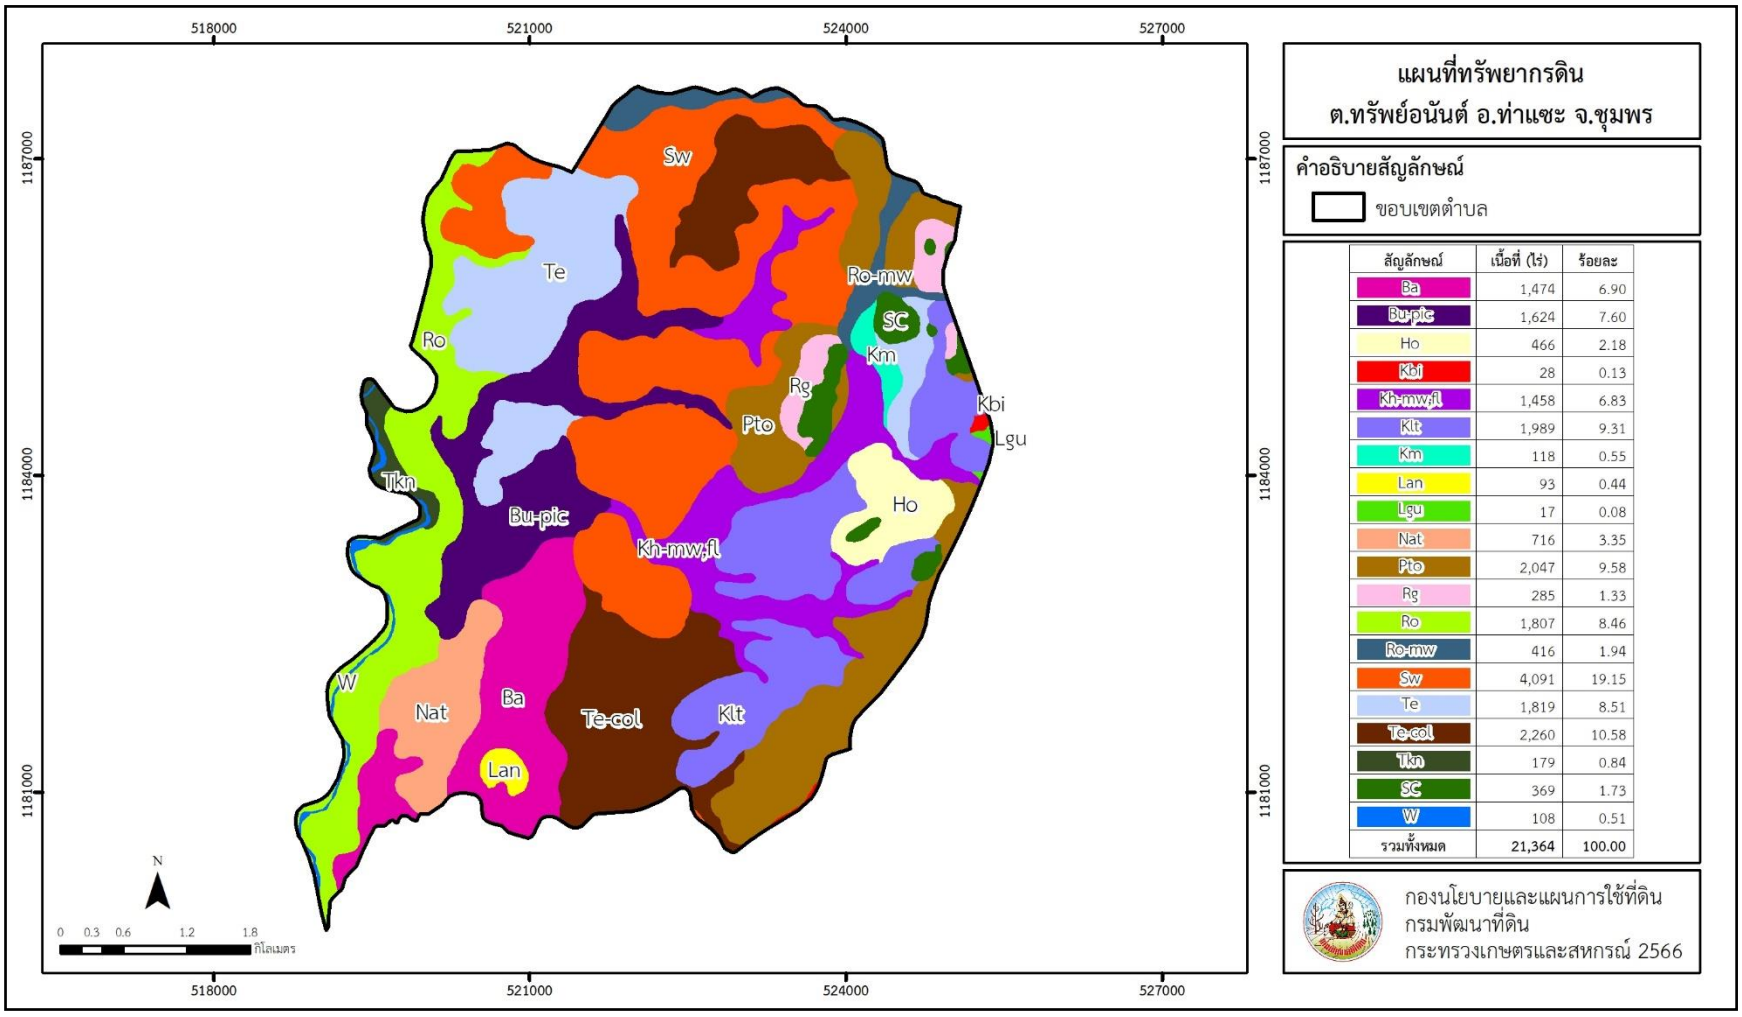 518000 521000 524000 527000
1187000
1184000
1181000
1187000
1184000
1181000
Sw
Te
Ro-mw
SC
Ro
Km
Rg
Kbi
Pto
Lgu
Tkn
Ho
Bu-pic
Kh-mw,fl
W
Ba
Nat
Te-col
Klt
Lan
N
0 0.3 0.6 1.2 1.8
กิโลเมตร
518000 521000 524000 527000
แผนที่ทรัพยากรดิน
ต.ทรัพย์อนันต์ อ.ท่าแซะ จ.ชุมพร
คำอธิบายสัญลักษณ์
ขอบเขตตำบล
สัญลักษณ์ เนื้อที่ (ไร่) ร้อยละ
Ba 1,474 6.90
Bu-pic 1,624 7.60
Ho 466 2.18
Kbi 28 0.13
Kh-mw,fl 1,458 6.83
Klt 1,989 9.31
Km 118 0.55
Lan 93 0.44
Lgu 17 0.08
Nat 716 3.35
Pto 2,047 9.58
Rg 285 1.33
Ro 1,807 8.46
Ro-mw 416 1.94
Sw 4,091 19.15
Te 1,819 8.51
Te-col 2,260 10.58
Tkn 179 0.84
SC 369 1.73
W 108 0.51
รวมทั้งหมด 21,364 100.00
กองนโยบายและแผนการใช้ที่ดิน
กรมพัฒนาที่ดิน
กระทรวงเกษตรและสหกรณ์ 2566